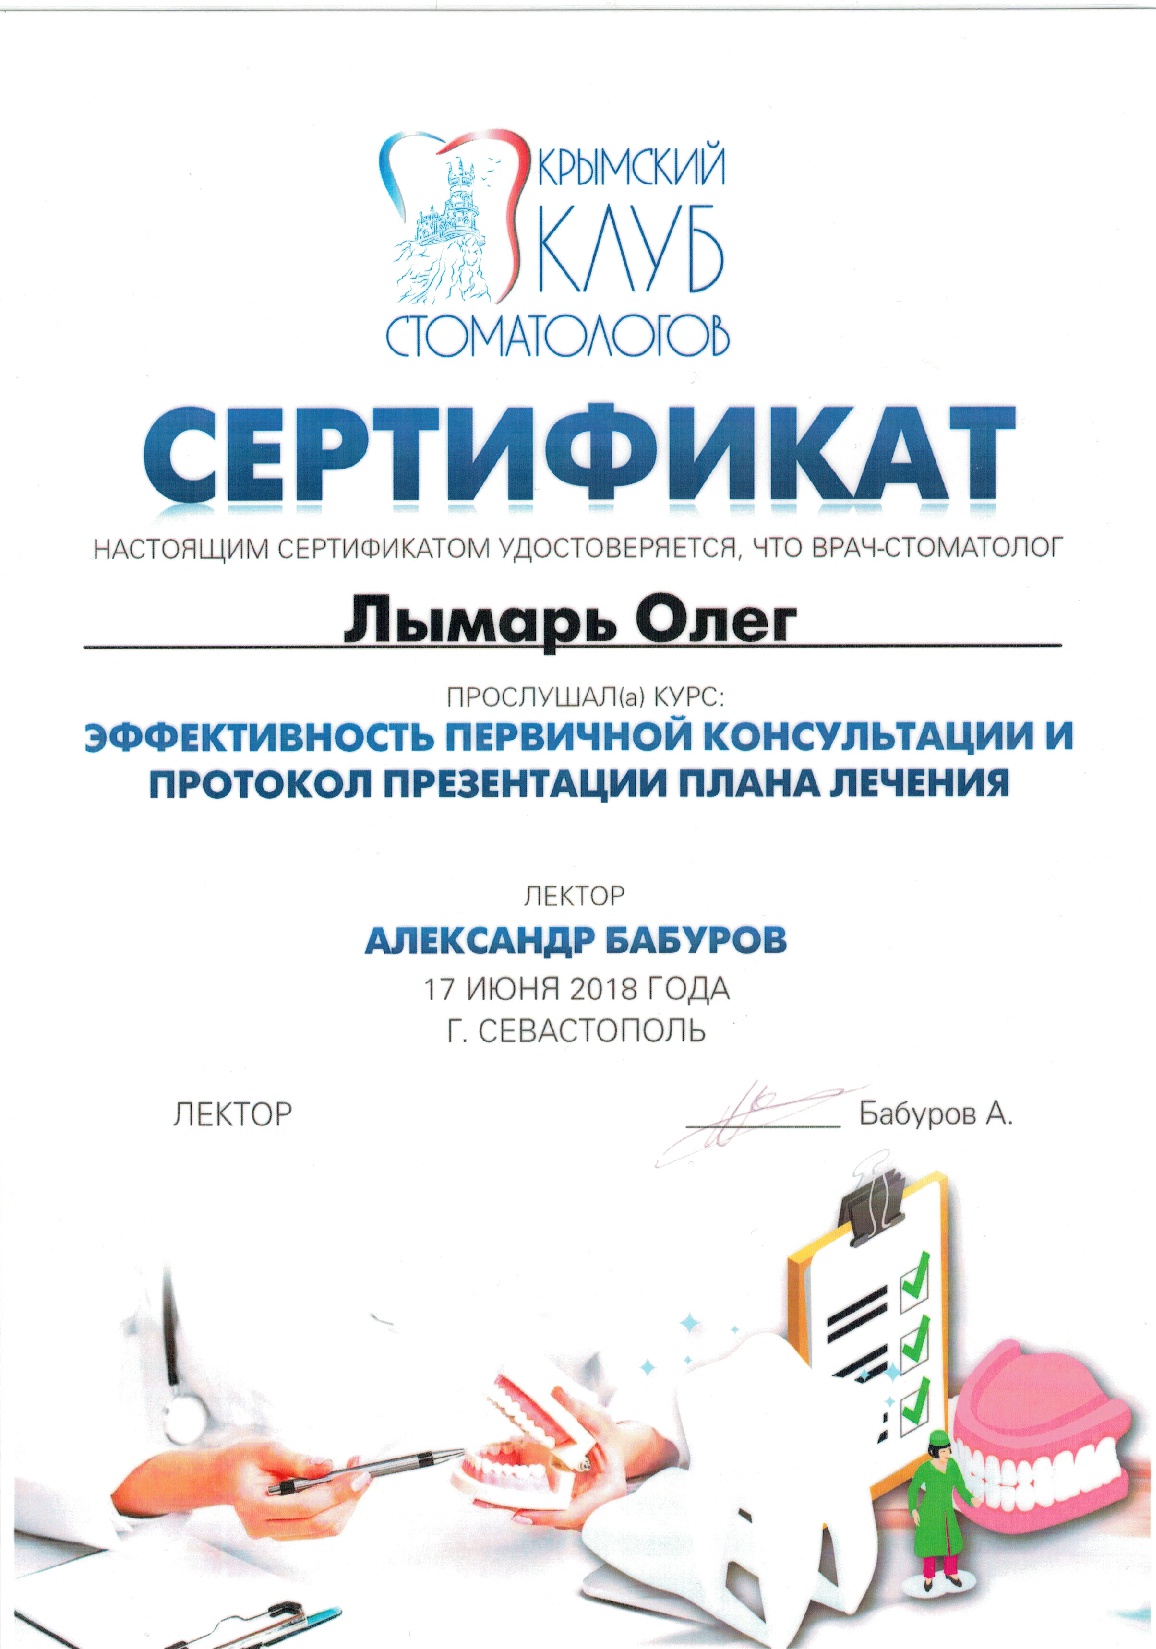 КРЫМСКИЙ
КЛУБ
СТОМАТОЛОГОВ
СЕРТИФИКАТ
НАСТОЯЩИМ СЕРТИФИКАТОМ УДОСТОВЕРЯЕТСЯ, ЧТО ВРАЧ-СТОМАТОЛОГ
Лымарь Олег
ПРОСЛУШАЛ(а) КУРС:
ЭФФЕКТИВНОСТЬ ПЕРВИЧНОЙ КОНСУЛЬТАЦИИ И
ПРОТОКОЛ ПРЕЗЕНТАЦИИ ПЛАНА ЛЕЧЕНИЯ
ЛЕКТОР
АЛЕКСАНДР БАБУРОВ
17 ИЮНЯ 2018 ГОДА
Г. СЕВАСТОПОЛЬ
ЛЕКТОР Бабуров А.